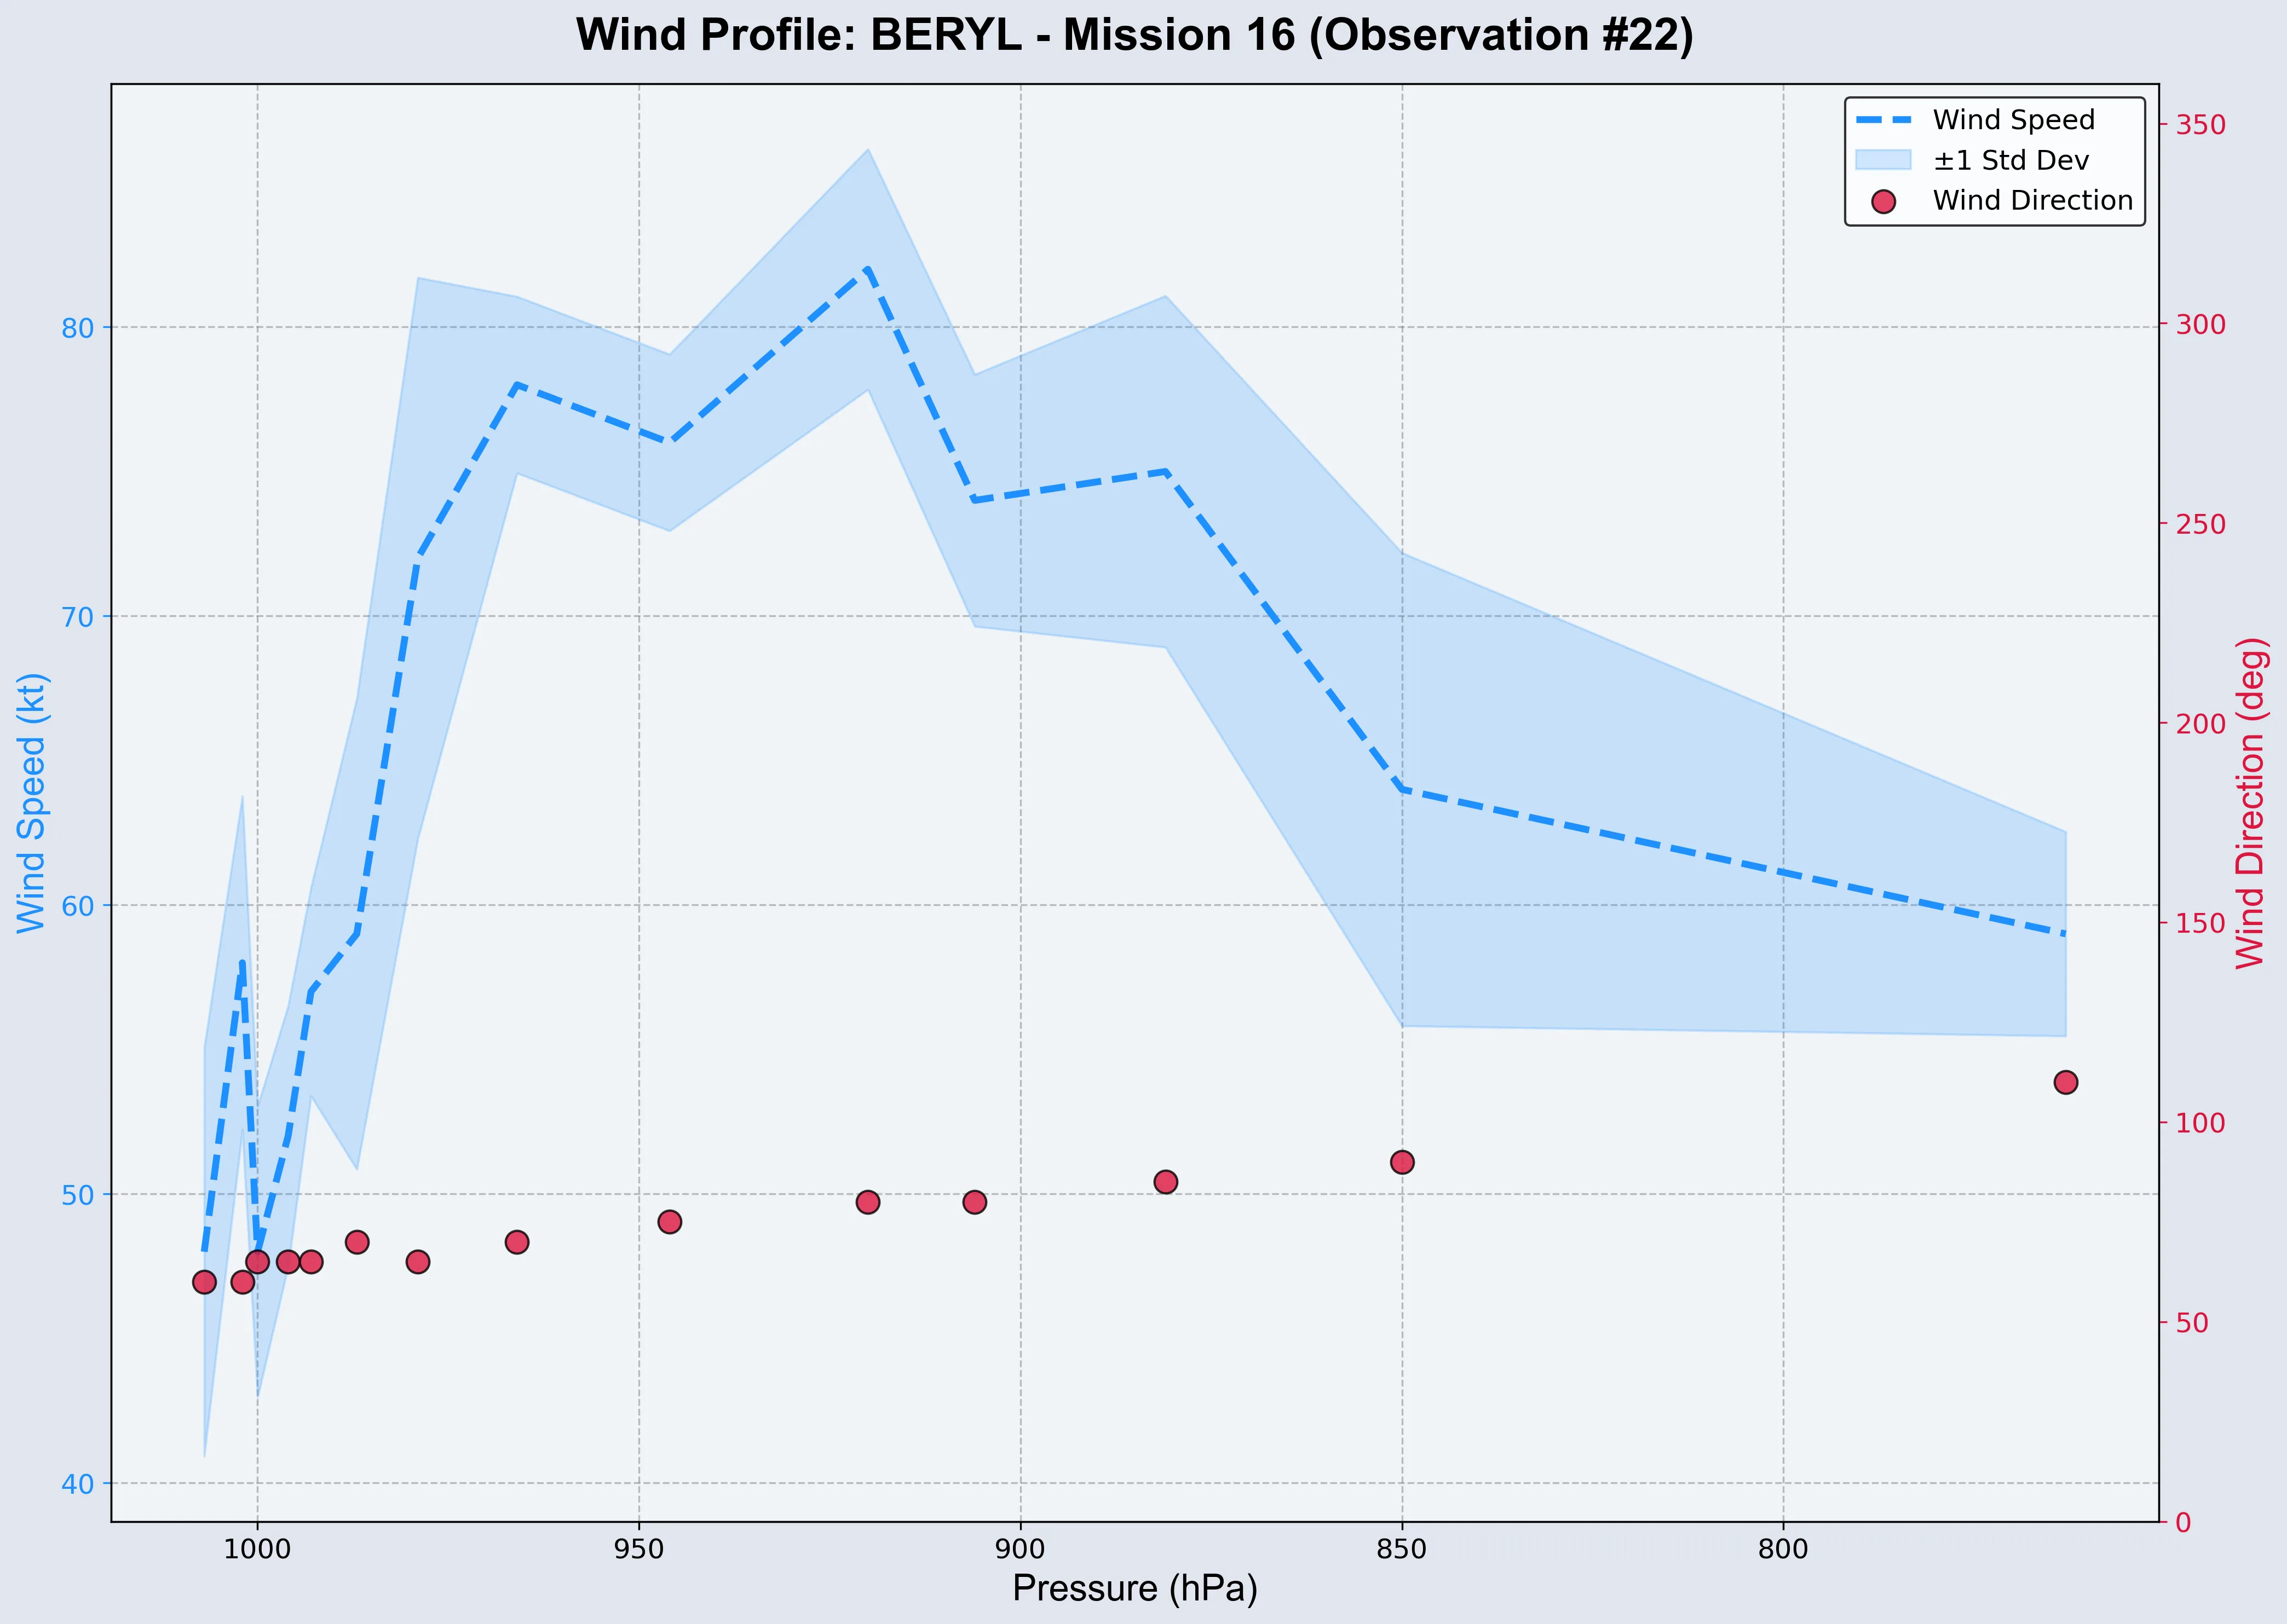 Wind Profile: BERYL - Mission 16 (Observation #22)
Wind Speed
±1 Std Dev
Wind Direction
Wind Speed (kt)
80
70
60
50
40
350
300
250
200
150
100
50
0
Wind Direction (deg)
1000
950
900
850
800
Pressure (hPa)